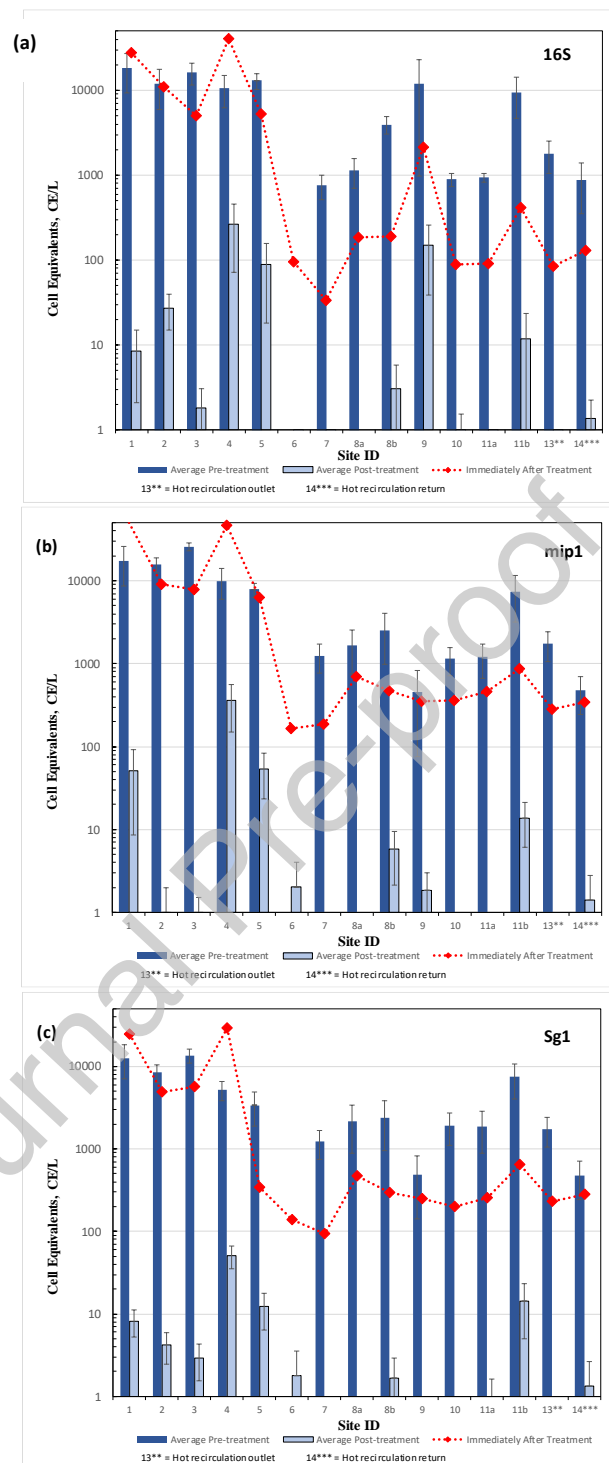 (a)
16S
10000
1000
100
10
1
Cell Equivalents, CE/L
1 2 3 4 5 6 7 8a 8b 9 10 11a 11b 13** 14***
Site ID
Average Pre-treatment Average Post-treatment Immediately After Treatment
13** = Hot recirculation outlet 14*** = Hot recirculation return
(b)
mip1
10000
1000
100
10
1
Cell Equivalents, CE/L
1 2 3 4 5 6 7 8a 8b 9 10 11a 11b 13** 14***
Site ID
Average Pre-treatment Average Post-treatment Immediately After Treatment
13** = Hot recirculation outlet 14*** = Hot recirculation return
(c)
Sg1
10000
1000
100
10
1
Cell Equivalents, CE/L
1 2 3 4 5 6 7 8a 8b 9 10 11a 11b 13** 14***
Site ID
Average Pre-treatment Average Post-treatment Immediately After Treatment
13** = Hot recirculation outlet 14*** = Hot recirculation return
urnal Pre-proof